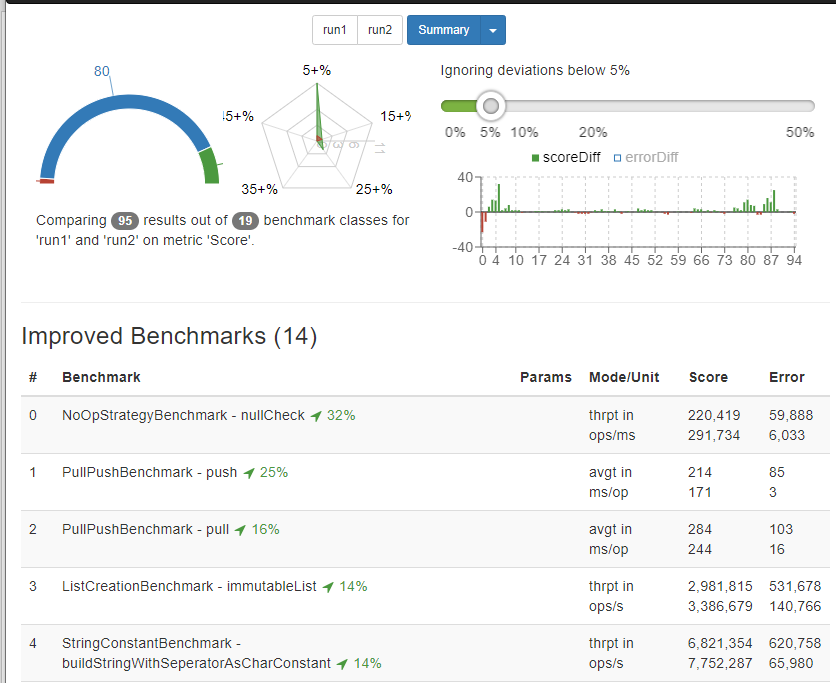 run1 run2 Summary
80
5+%
15+%
25+%
35+%
45+%
Ignoring deviations below 5%
0% 5% 10% 20% 50%
scoreDiff errorDiff
40
0
-40
0 4 10 17 24 31 38 45 52 59 66 73 80 87 94
Comparing 95 results out of 19 benchmark classes for
'run1' and 'run2' on metric 'Score'.
Improved Benchmarks (14)
# Benchmark Params Mode/Unit Score Error
0 NoOpStrategyBenchmark - nullCheck 32% thrpt in 220,419 59,888
ops/ms 291,734 6,033
1 PullPushBenchmark - push 25% avgt in 214 85
ms/op 171 3
2 PullPushBenchmark - pull 16% avgt in 284 103
ms/op 244 16
3 ListCreationBenchmark - immutableList 14% thrpt in 2,981,815 531,678
ops/s 3,386,679 140,766
4 StringConstantBenchmark - thrpt in 6,821,354 620,758
buildStringWithSeperatorAsCharConstant 14% ops/s 7,752,287 65,980